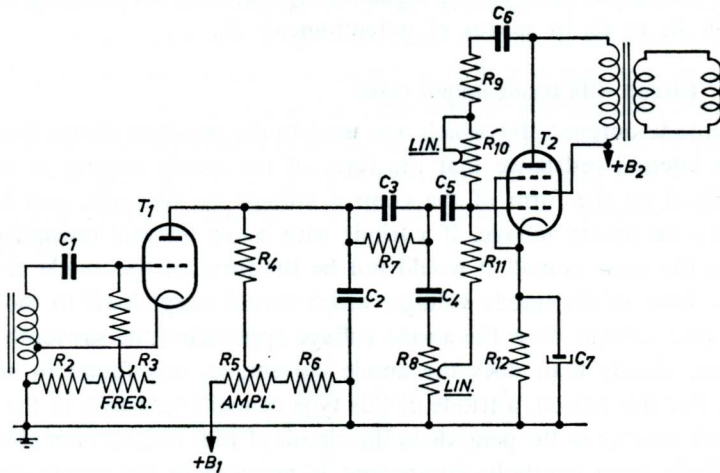 C6
R9
T2
LIN.
R10
+B2
T1
C3
C5
C1
R4
R7
R11
C2
C4
R2
R3
R5
R6
R8
R12
C7
FREQ.
AMPL.
LIN.
+B1